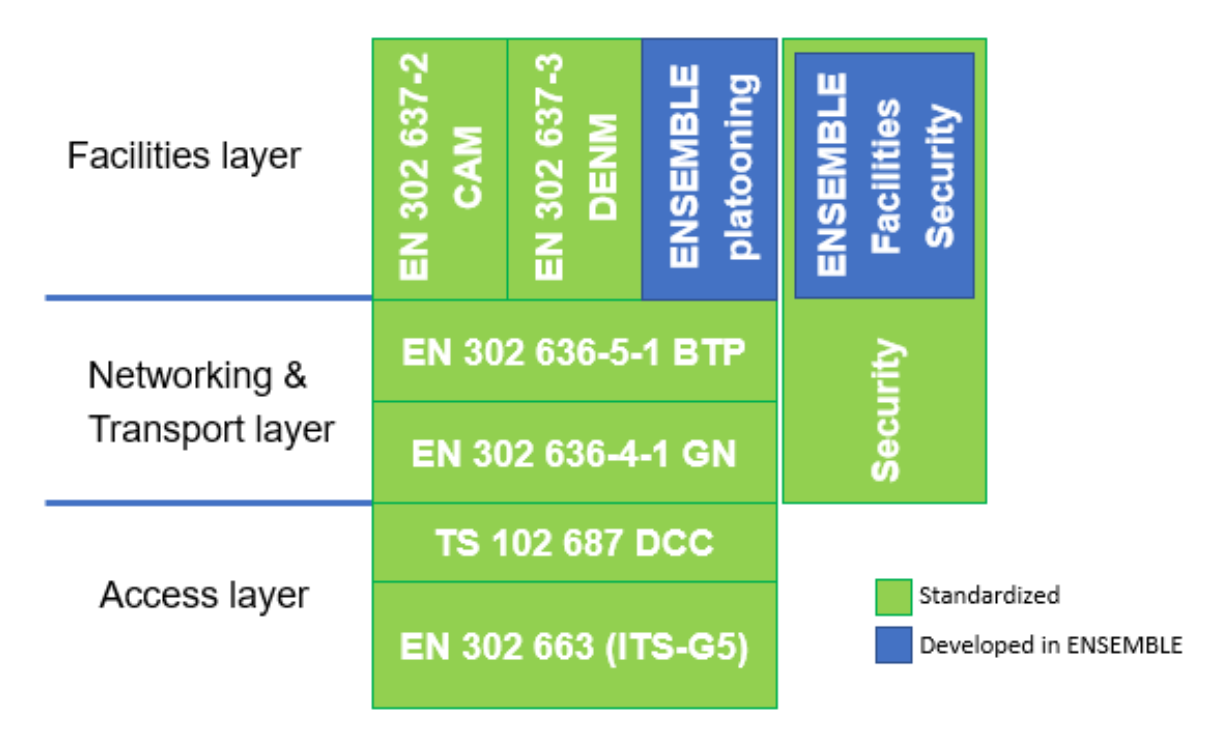 Facilities layer
EN 302 637-2
CAM
EN 302 637-3
DENM
ENSEMBLE
platooning
ENSEMBLE
Facilities
Security
Networking &
Transport layer
EN 302 636-5-1 BTP
EN 302 636-4-1 GN
Security
Access layer
TS 102 687 DCC
EN 302 663 (ITS-G5)
Standardized
Developed in ENSEMBLE